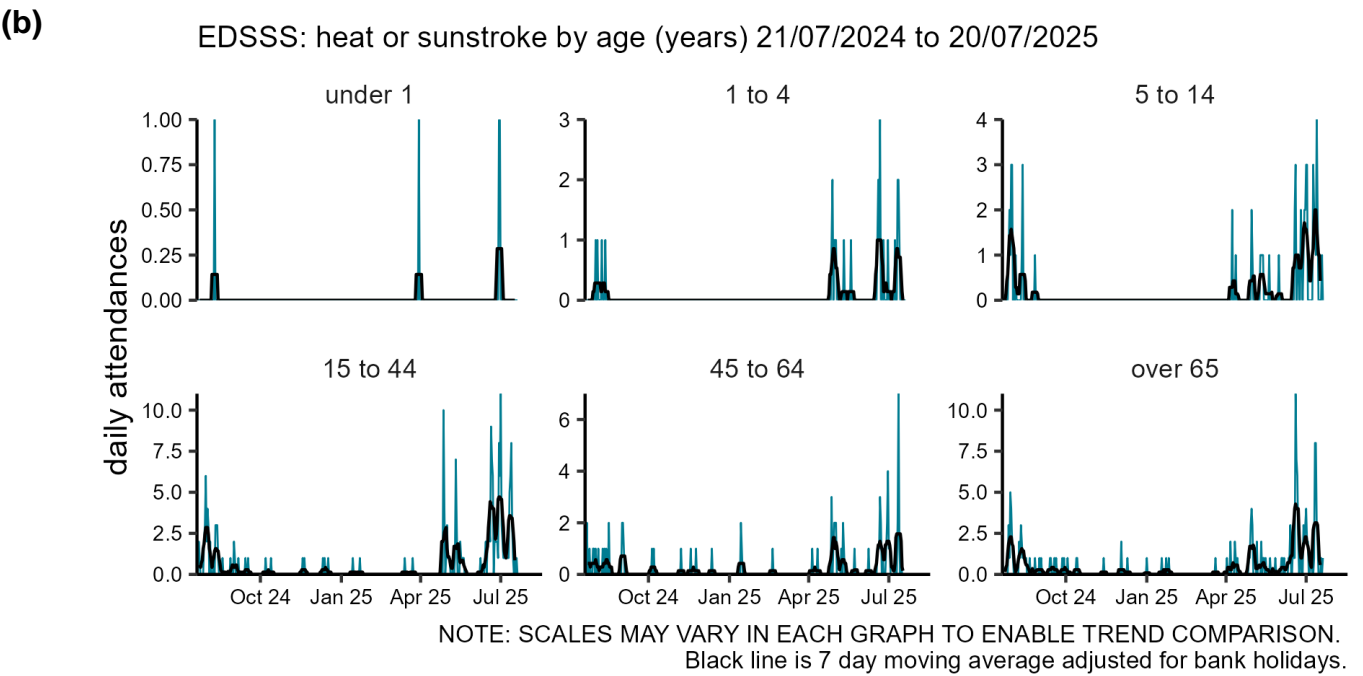 (b)
EDSSS: heat or sunstroke by age (years) 21/07/2024 to 20/07/2025
daily attendances
under 1
1.00
0.75
0.50
0.25
0.00
1 to 4
3
2
1
0
5 to 14
4
3
2
1
0
15 to 44
10.0
7.5
5.0
2.5
0.0
Oct 24 Jan 25 Apr 25 Jul 25
45 to 64
6
4
2
0
Oct 24 Jan 25 Apr 25 Jul 25
over 65
10.0
7.5
5.0
2.5
0.0
Oct 24 Jan 25 Apr 25 Jul 25
NOTE: SCALES MAY VARY IN EACH GRAPH TO ENABLE TREND COMPARISON.
Black line is 7 day moving average adjusted for bank holidays.